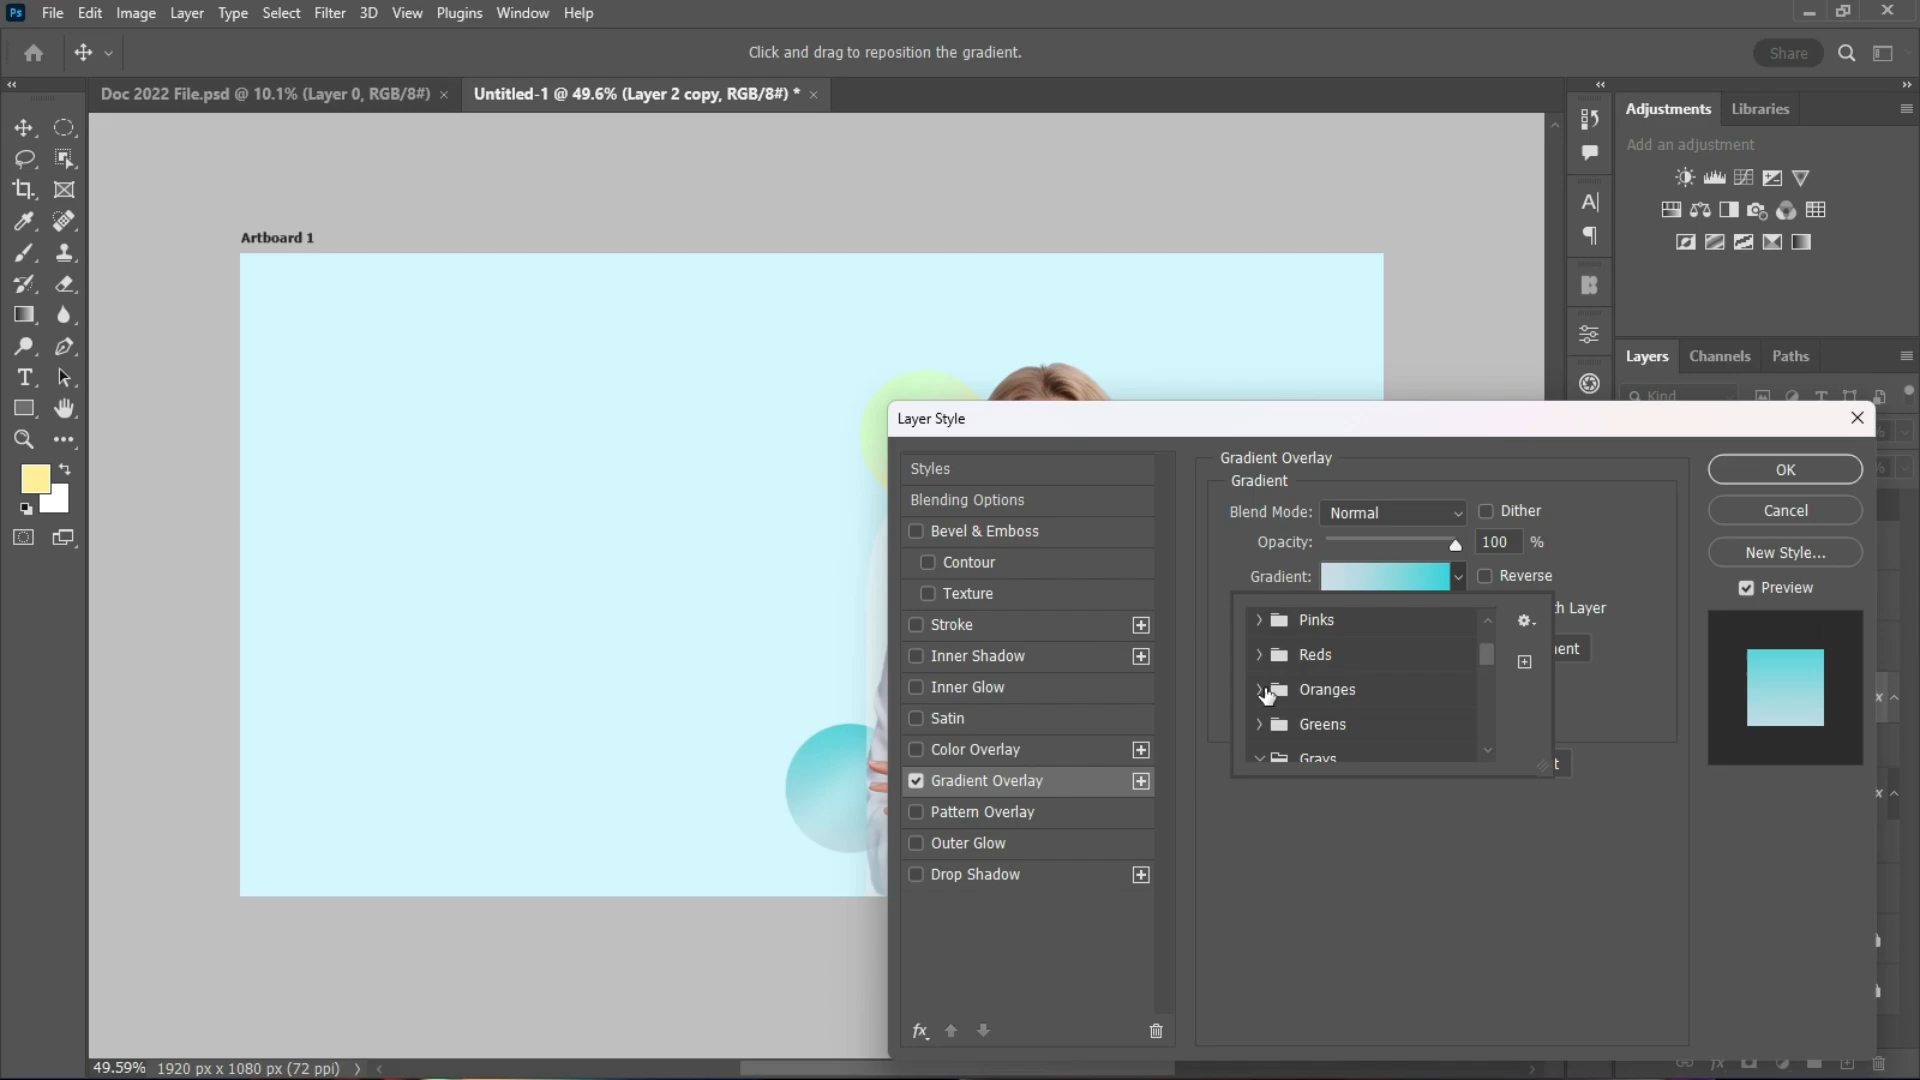 Ps File Edit Image Layer Type Select Filter 3D View Plugins Window Help
Click and drag to reposition the gradient.
Share
Doc 2022 File.psd @ 10.1% (Layer 0, RGB/8#) ×
Untitled-1 @ 49.6% (Layer 2 copy, RGB/8#) * ×
Adjustments Libraries
Add an adjustment
Artboard 1
Layers Channels Paths
Kind
Layer Style
Styles
Blending Options
Bevel & Emboss
Contour
Texture
Stroke
Inner Shadow
Inner Glow
Satin
Color Overlay
Gradient Overlay
Pattern Overlay
Outer Glow
Drop Shadow
fx
Gradient Overlay
Gradient
Blend Mode: Normal Dither
Opacity: 100 %
Gradient: Reverse
Layer
Pinks
Reds
Oranges
Greens
Grays
OK
Cancel
New Style...
Preview
49.59% 1920 px x 1080 px (72 ppi)